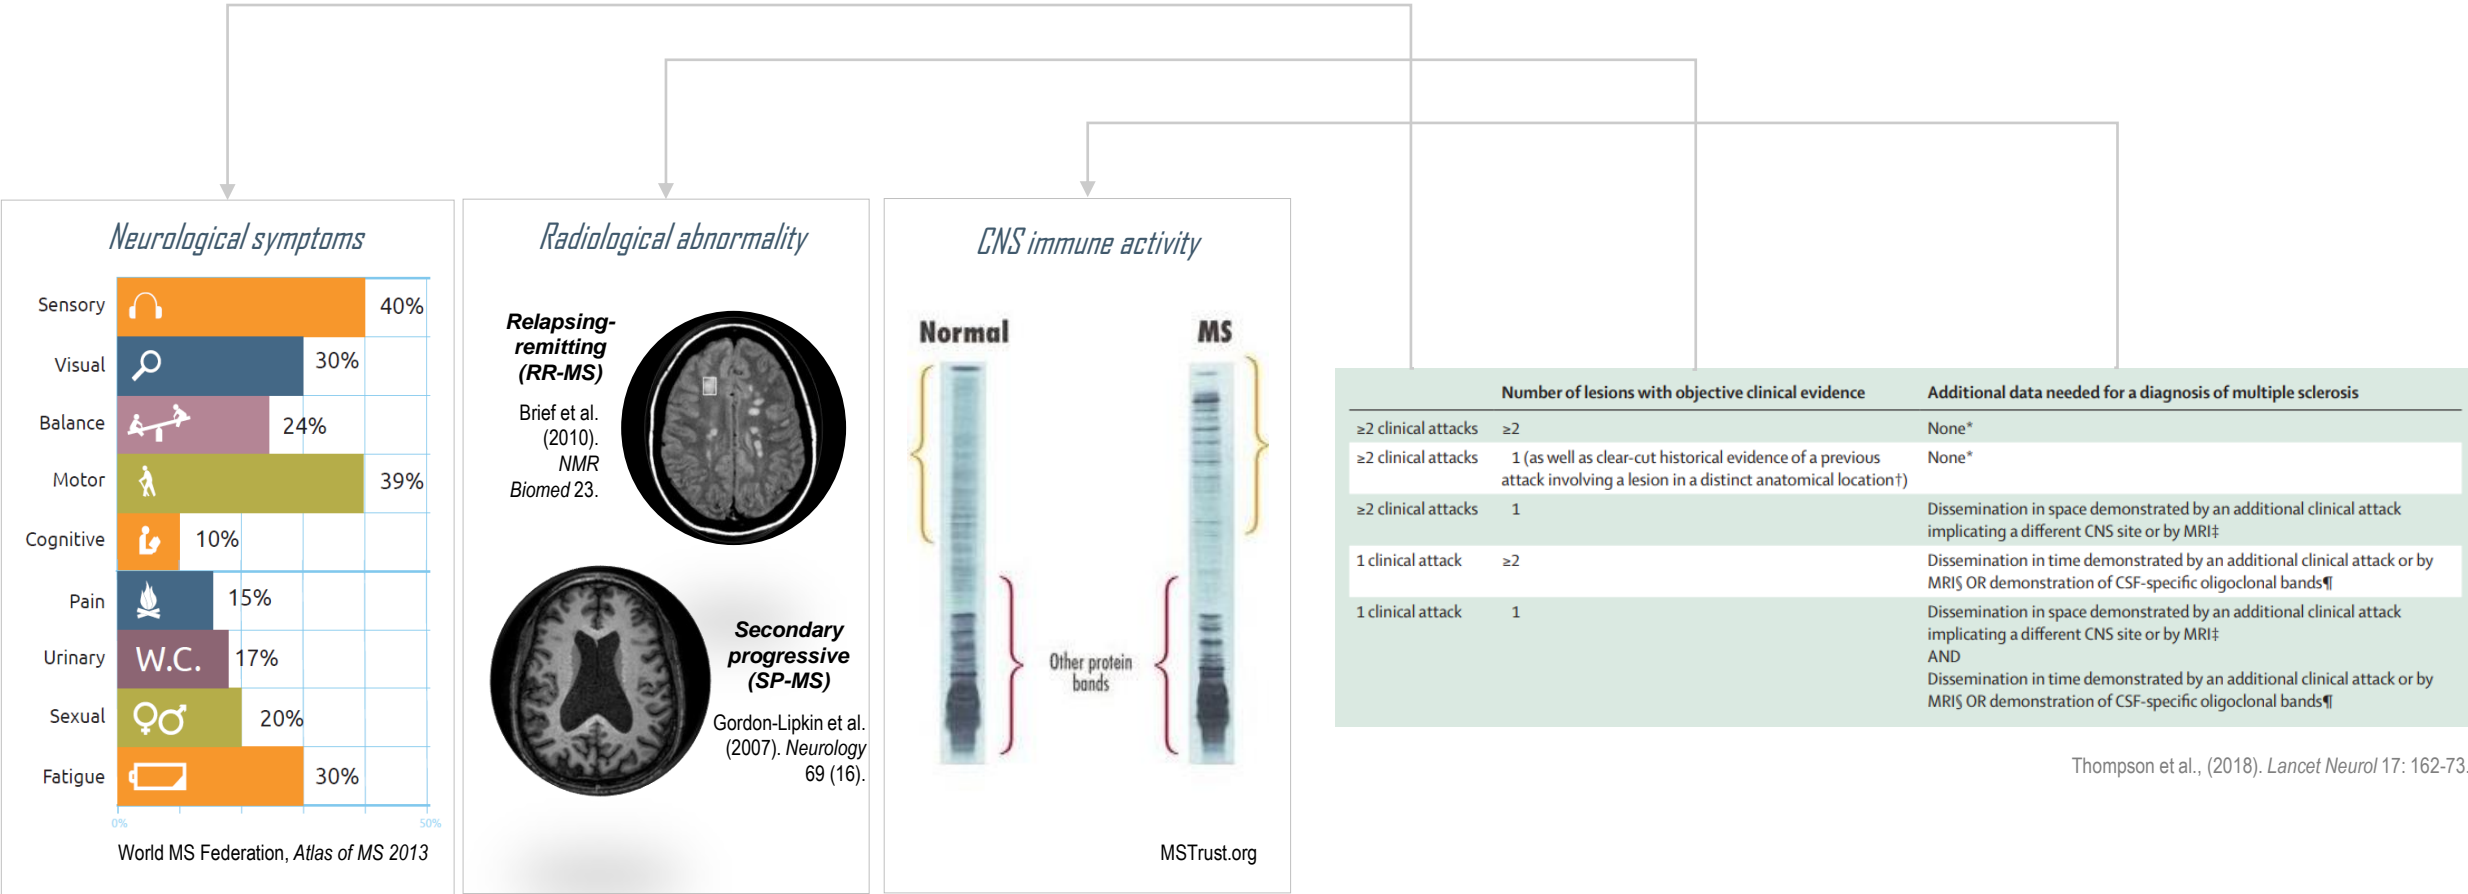 Neurological symptoms
Sensory
40%
Visual
30%
Balance
24%
Motor
39%
Cognitive
10%
Pain
15%
Urinary
W.C.
17%
Sexual
20%
Fatigue
30%
0%
50%
World MS Federation, Atlas of MS 2013
Radiological abnormality
Relapsing-
remitting
(RR-MS)
Brief et al.
(2010).
NMR
Biomed 23.
Secondary
progressive
(SP-MS)
Gordon-Lipkin et al.
(2007). Neurology
69 (16).
CNS immune activity
Normal
MS
Other protein
bands
MSTrust.org
Number of lesions with objective clinical evidence
Additional data needed for a diagnosis of multiple sclerosis
≥2 clinical attacks
≥2
None*
≥2 clinical attacks
1 (as well as clear-cut historical evidence of a previous
attack involving a lesion in a distinct anatomical location†)
None*
≥2 clinical attacks
1
Dissemination in space demonstrated by an additional clinical attack
implicating a different CNS site or by MRI‡
1 clinical attack
≥2
Dissemination in time demonstrated by an additional clinical attack or by
MRI§ OR demonstration of CSF-specific oligoclonal bands¶
1 clinical attack
1
Dissemination in space demonstrated by an additional clinical attack
implicating a different CNS site or by MRI‡
AND
Dissemination in time demonstrated by an additional clinical attack or by
MRI§ OR demonstration of CSF-specific oligoclonal bands¶
Thompson et al., (2018). Lancet Neurol 17: 162-73.